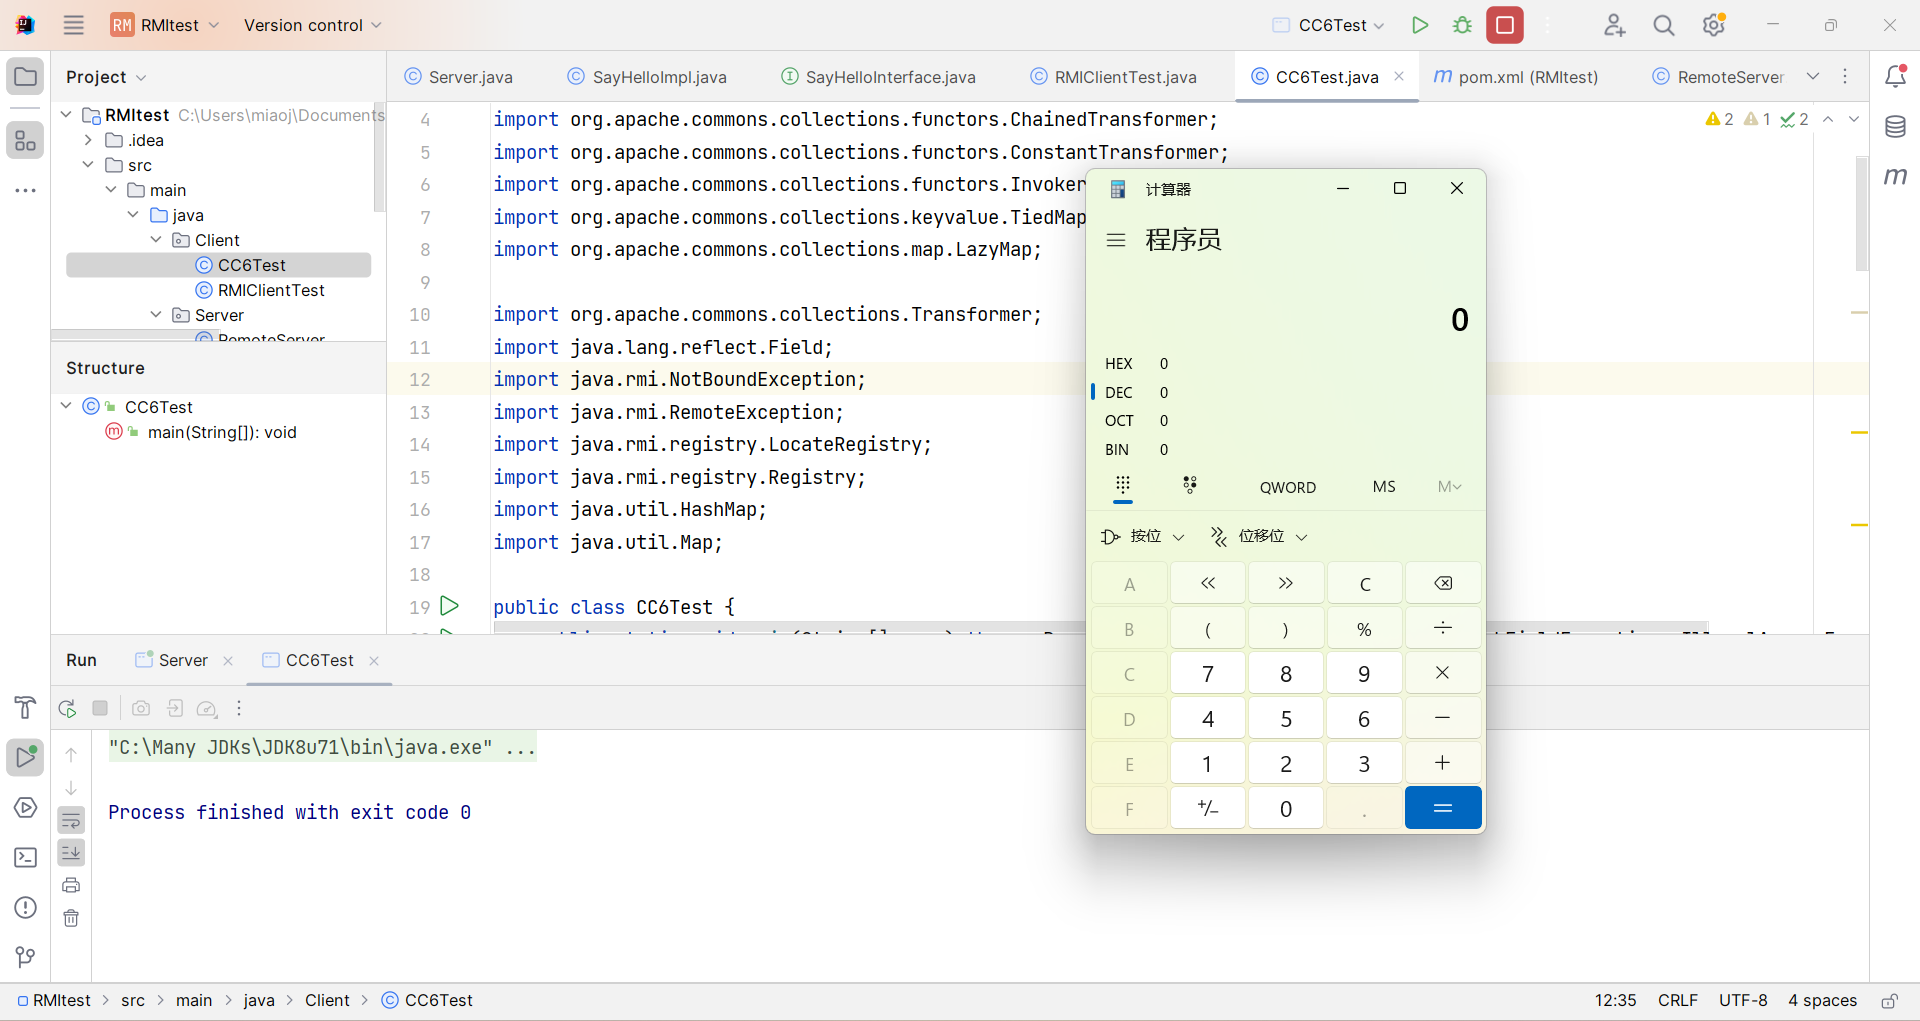 RM RMItest Version control CC6Test
Project
Server.java SayHelloImpl.java SayHelloInterface.java RMIClientTest.java CC6Test.java pom.xml (RMItest) RemoteServer
RMItest C:\Users\miaoj\Documents
.idea
src
main
java
Client
CC6Test
RMIClientTest
Server
RemoteServer
Structure
CC6Test
main(String[]): void
4 import org.apache.commons.collections.functors.ChainedTransformer;
5 import org.apache.commons.collections.functors.ConstantTransformer;
6 import org.apache.commons.collections.functors.Invoker
7 import org.apache.commons.collections.keyvalue.TiedMap
8 import org.apache.commons.collections.map.LazyMap;
9
10 import org.apache.commons.collections.Transformer;
11 import java.lang.reflect.Field;
12 import java.rmi.NotBoundException;
13 import java.rmi.RemoteException;
14 import java.rmi.registry.LocateRegistry;
15 import java.rmi.registry.Registry;
16 import java.util.HashMap;
17 import java.util.Map;
18
19 public class CC6Test {
2 1 2
计算器
程序员
0
HEX 0
DEC 0
OCT 0
BIN 0
QWORD MS M
按位 位移位
A « » C
B ( ) % ÷
C 7 8 9 ×
D 4 5 6 −
E 1 2 3 +
F +/− 0 . =
Run Server CC6Test
"C:\Many JDKs\JDK8u71\bin\java.exe" ...
Process finished with exit code 0
RMItest > src > main > java > Client > CC6Test 12:35 CRLF UTF-8 4 spaces